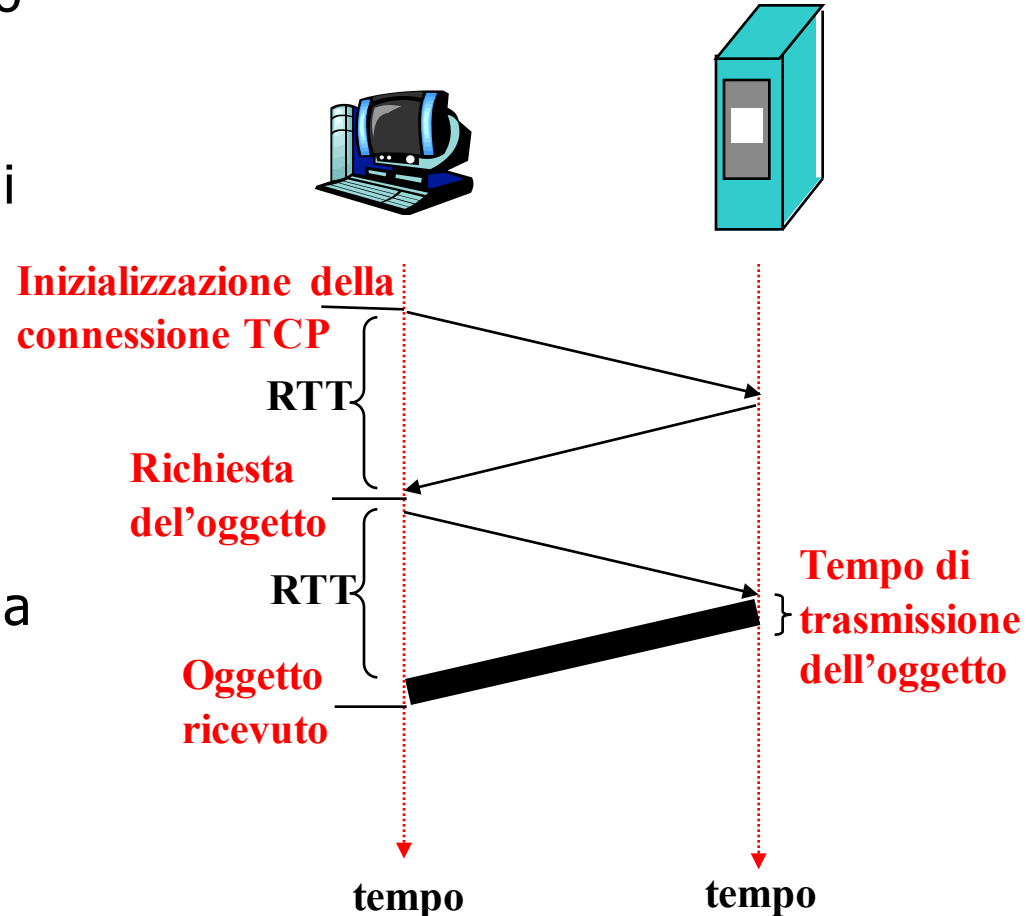 i
Inizializzazione della
connessione TCP
RTT
Richiesta
del'oggetto
RTT
a
Tempo di
trasmissione
dell'oggetto
Oggetto
ricevuto
tempo
tempo